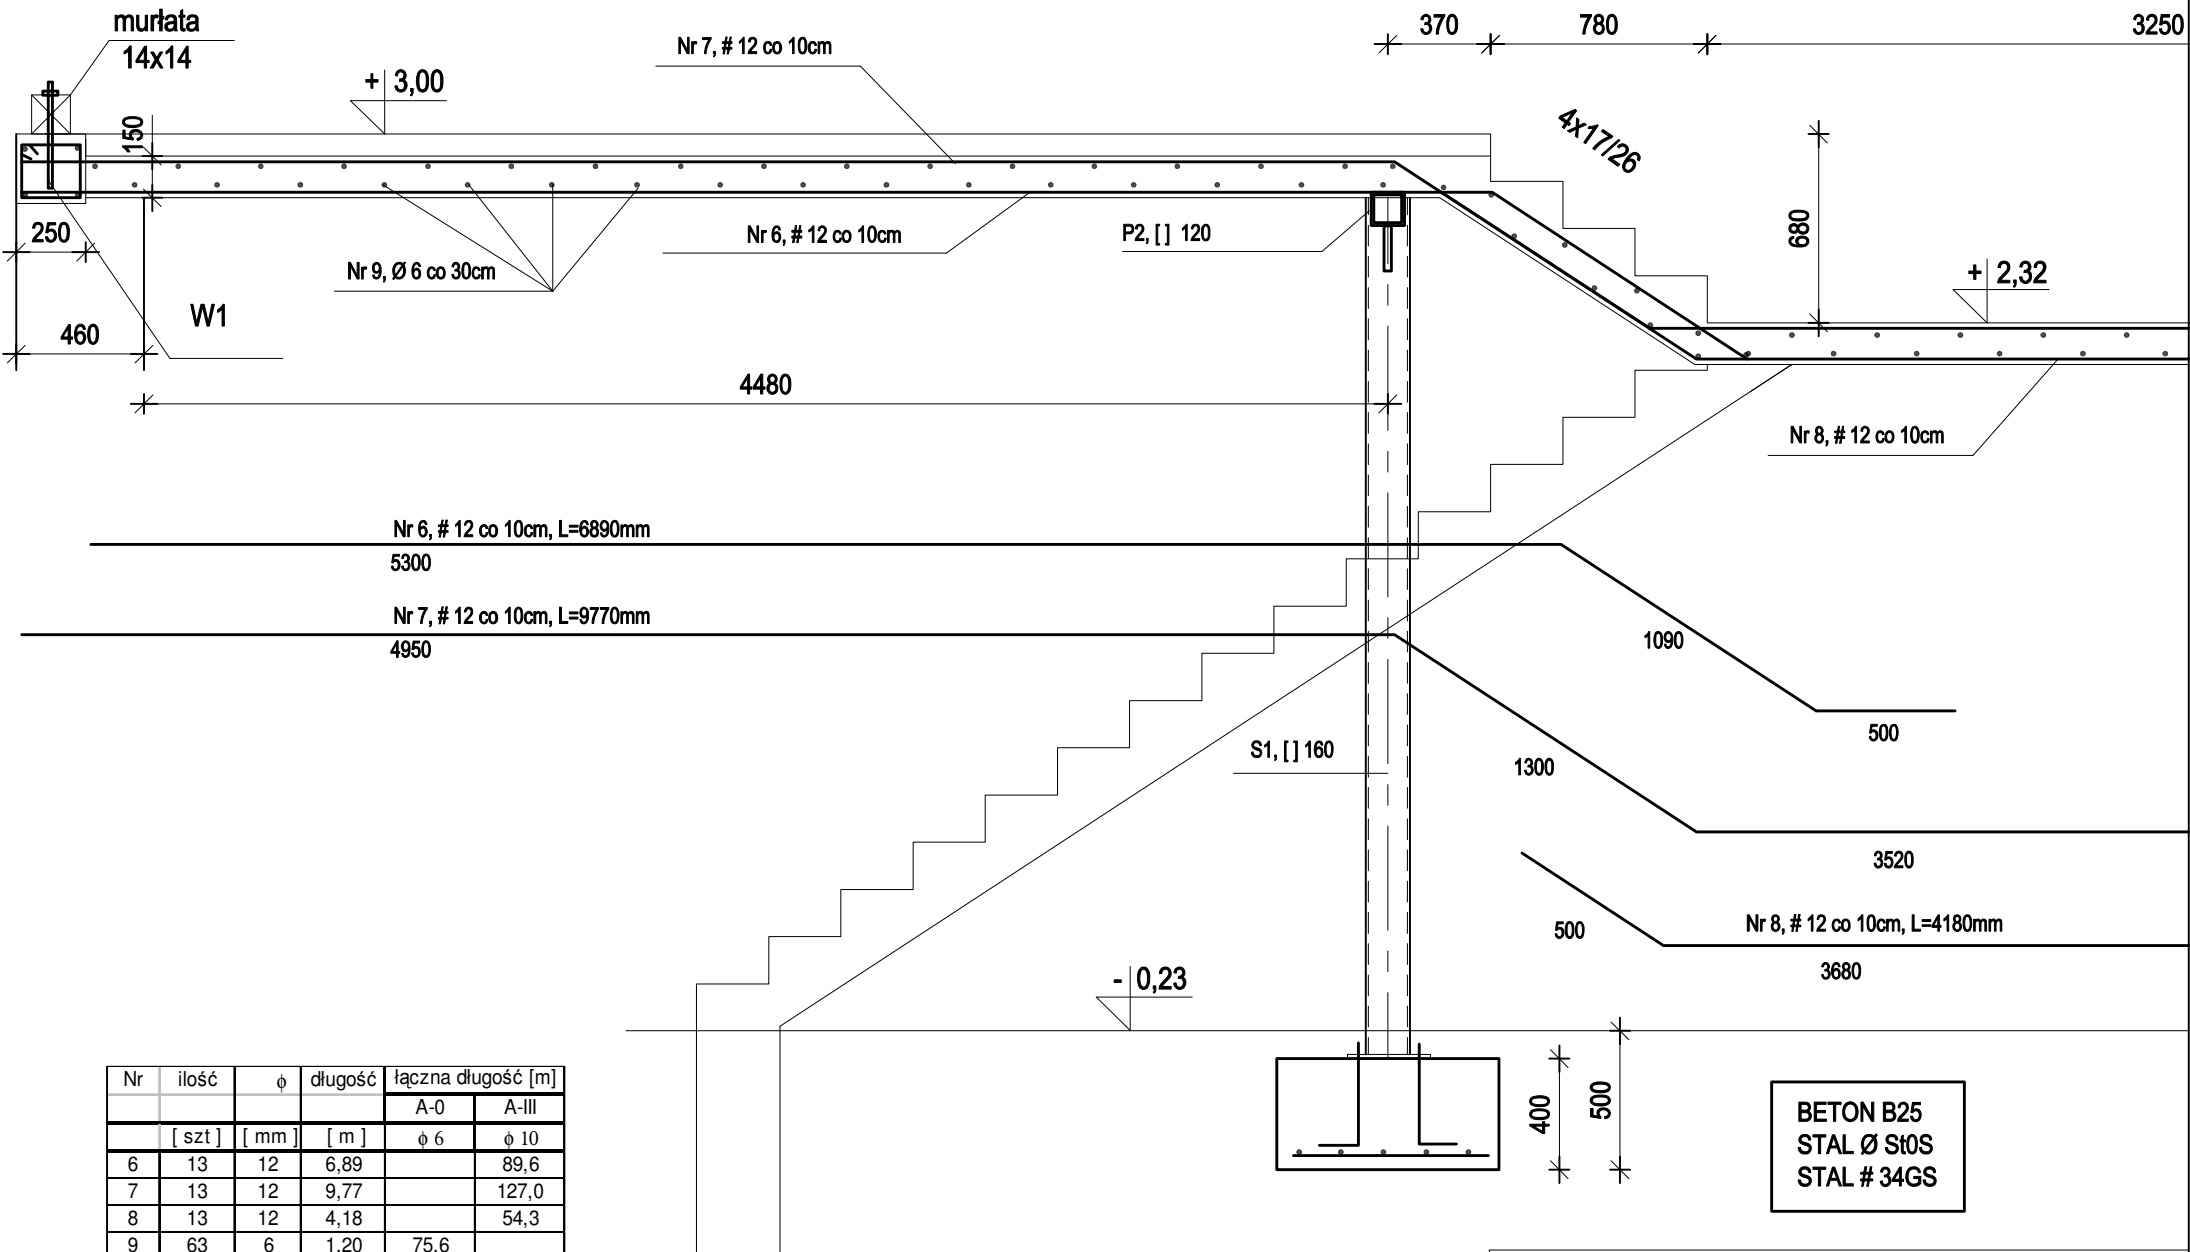 murłata
14x14
Nr 7, # 12 co 10cm
370
780
3250
+ 3,00
150
4x17/26
680
250
Nr 6, # 12 co 10cm
P2, [ ] 120
+ 2,32
Nr 9, Ø 6 co 30cm
W1
460
4480
Nr 8, # 12 co 10cm
Nr 6, # 12 co 10cm, L=6890mm
5300
Nr 7, # 12 co 10cm, L=9770mm
4950
1090
500
S1, [ ] 160
1300
3520
500
Nr 8, # 12 co 10cm, L=4180mm
3680
- 0,23
400
500
BETON B25
STAL Ø St0S
STAL # 34GS
Nr ilość ϕ długość łączna długość [m]
A-0 A-III
[ szt ] [ mm ] [ m ] ϕ 6 ϕ 10
6 13 12 6,89 89,6
7 13 12 9,77 127,0
8 13 12 4,18 54,3
9 63 6 1,20 75,6